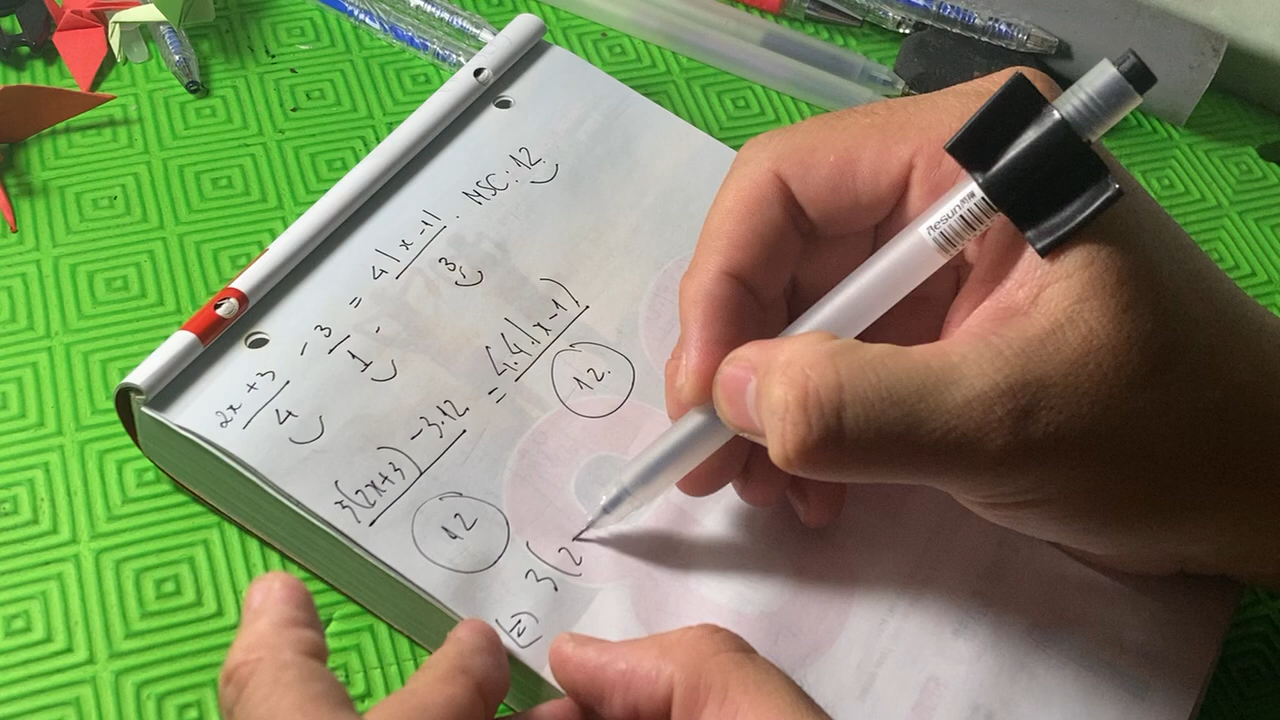 2x+3/4 - 3/1 = 4(x-1)/3. MSC: 12.
3(2x+3) - 3.12/12 = 4.4(x-1)/12.
(=) 3(2
Resun